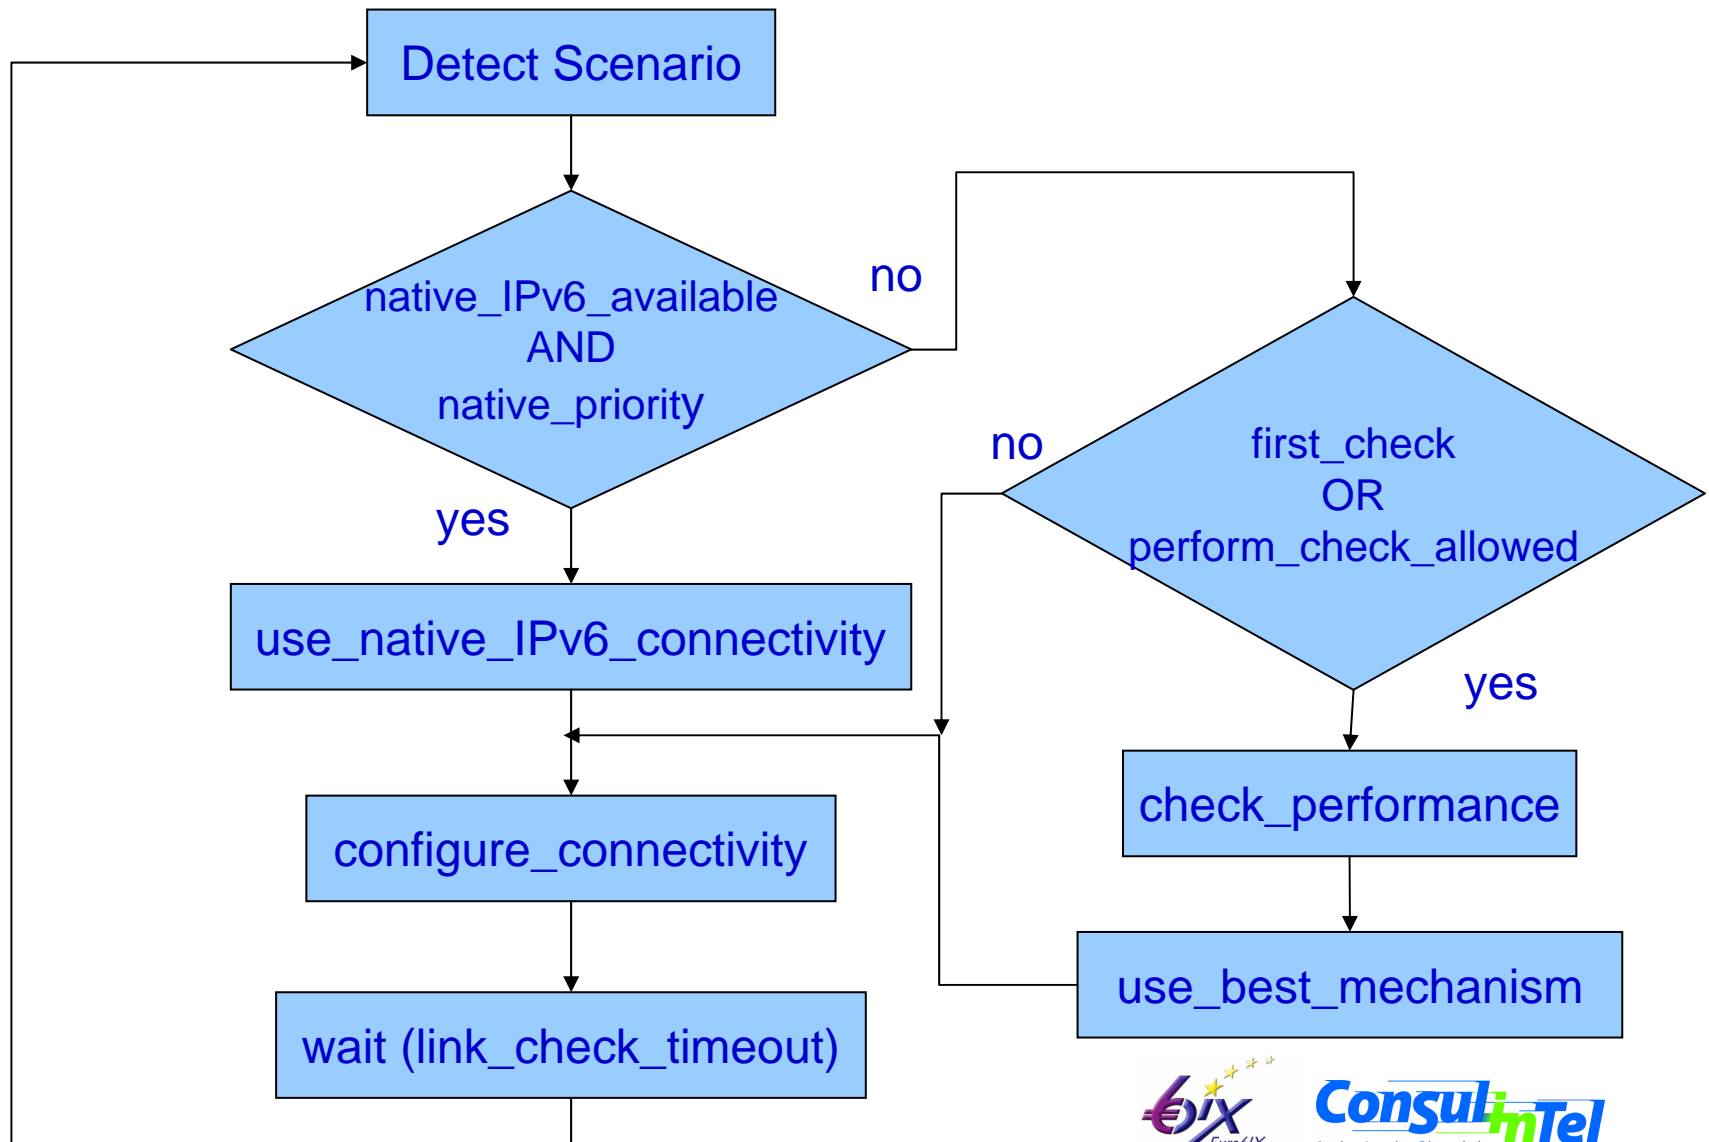 Detect Scenario
native_IPv6_available
AND
native_priority
no
yes
no
first_check
OR
perform_check_allowed
yes
use_native_IPv6_connectivity
check_performance
configure_connectivity
use_best_mechanism
wait (link_check_timeout)
ConsulinTel